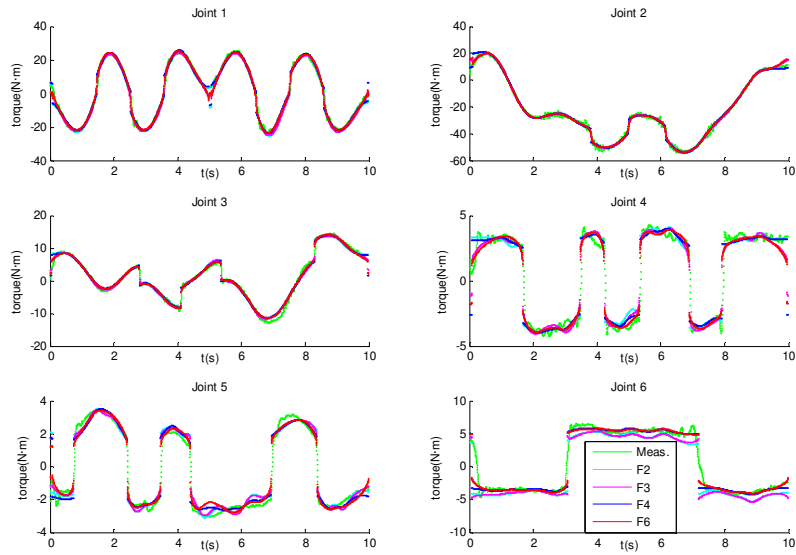 Joint 1
Joint 2
40
20
0
-20
-40
torque(N·m)
0
2
4
t(s)
6
8
10
40
20
0
-20
-40
-60
torque(N·m)
0
2
4
t(s)
6
8
10
Joint 3
Joint 4
20
10
0
-10
-20
torque(N·m)
0
2
4
t(s)
6
8
10
5
0
-5
torque(N·m)
0
2
4
t(s)
6
8
10
Joint 5
Joint 6
4
2
0
-2
-4
torque(N·m)
0
2
4
t(s)
6
8
10
10
5
0
-5
-10
torque(N·m)
Meas.
F2
F3
F4
F6
0
2
4
t(s)
6
8
10